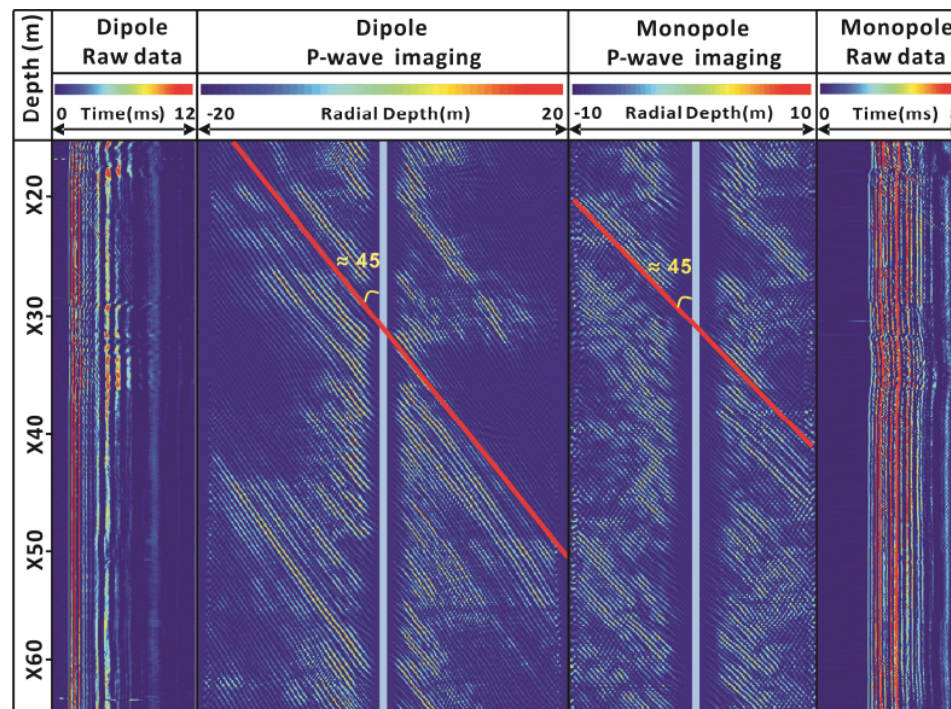 Depth (m)
Dipole
Raw data
0 Time(ms) 12
Dipole
P-wave imaging
-20 Radial Depth(m) 20
Monopole
P-wave imaging
-10 Radial Depth(m) 10
Monopole
Raw data
0 Time(ms)
X20
X30
X40
X50
X60
≈ 45
≈ 45